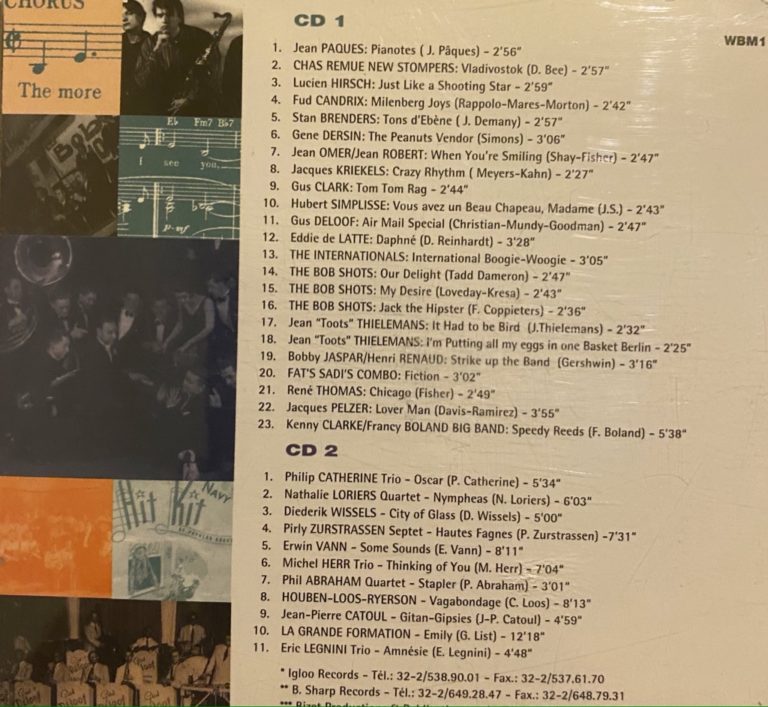 CHORUS
The more
Bob
Eb Fm7 Bb7
I see you,
Hit Kit
NAVY
CD 1
WBM1
1. Jean PAQUES: Pianotes ( J. Pâques) - 2'56"
2. CHAS REMUE NEW STOMPERS: Vladivostok (D. Bee) - 2'57"
3. Lucien HIRSCH: Just Like a Shooting Star - 2'59"
4. Fud CANDRIX: Milenberg Joys (Rappolo-Mares-Morton) - 2'42"
5. Stan BRENDERS: Tons d'Ebène ( J. Demany) - 2'57"
6. Gene DERSIN: The Peanuts Vendor (Simons) - 3'06"
7. Jean OMER/Jean ROBERT: When You're Smiling (Shay-Fisher) - 2'47"
8. Jacques KRIEKELS: Crazy Rhythm ( Meyers-Kahn) - 2'27"
9. Gus CLARK: Tom Tom Rag - 2'44"
10. Hubert SIMPLISSE: Vous avez un Beau Chapeau, Madame (J.S.) - 2'43"
11. Gus DELOOF: Air Mail Special (Christian-Mundy-Goodman) - 2'47"
12. Eddie de LATTE: Daphné (D. Reinhardt) - 3'28"
13. THE INTERNATIONALS: International Boogie-Woogie - 3'05"
14. THE BOB SHOTS: Our Delight (Tadd Dameron) - 2'47"
15. THE BOB SHOTS: My Desire (Loveday-Kresa) - 2'43"
16. THE BOB SHOTS: Jack the Hipster (F. Coppieters) - 2'36"
17. Jean "Toots" THIELEMANS: It Had to be Bird (J.Thielemans) - 2'32"
18. Jean "Toots" THIELEMANS: I'm Putting all my eggs in one Basket Berlin - 2'25"
19. Bobby JASPAR/Henri RENAUD: Strike up the Band (Gershwin) - 3'16"
20. FAT'S SADI'S COMBO: Fiction - 3'02"
21. René THOMAS: Chicago (Fisher) - 2'49"
22. Jacques PELZER: Lover Man (Davis-Ramirez) - 3'55"
23. Kenny CLARKE/Francy BOLAND BIG BAND: Speedy Reeds (F. Boland) - 5'38"
CD 2
1. Philip CATHERINE Trio - Oscar (P. Catherine) - 5'34"
2. Nathalie LORIERS Quartet - Nympheas (N. Loriers) - 6'03"
3. Diederik WISSELS - City of Glass (D. Wissels) - 5'00"
4. Pirly ZURSTRASSEN Septet - Hautes Fagnes (P. Zurstrassen) -7'31"
5. Erwin VANN - Some Sounds (E. Vann) - 8'11"
6. Michel HERR Trio - Thinking of You (M. Herr) - 7'04"
7. Phil ABRAHAM Quartet - Stapler (P. Abraham) - 3'01"
8. HOUBEN-LOOS-RYERSON - Vagabondage (C. Loos) - 8'13"
9. Jean-Pierre CATOUL - Gitan-Gipsies (J-P. Catoul) - 4'59"
10. LA GRANDE FORMATION - Emily (G. List) - 12'18"
11. Eric LEGNINI Trio - Amnésie (E. Legnini) - 4'48"
* Igloo Records - Tél.: 32-2/538.90.01 - Fax.: 32-2/537.61.70
** B. Sharp Records - Tél.: 32-2/649.28.47 - Fax.: 32-2/648.79.31